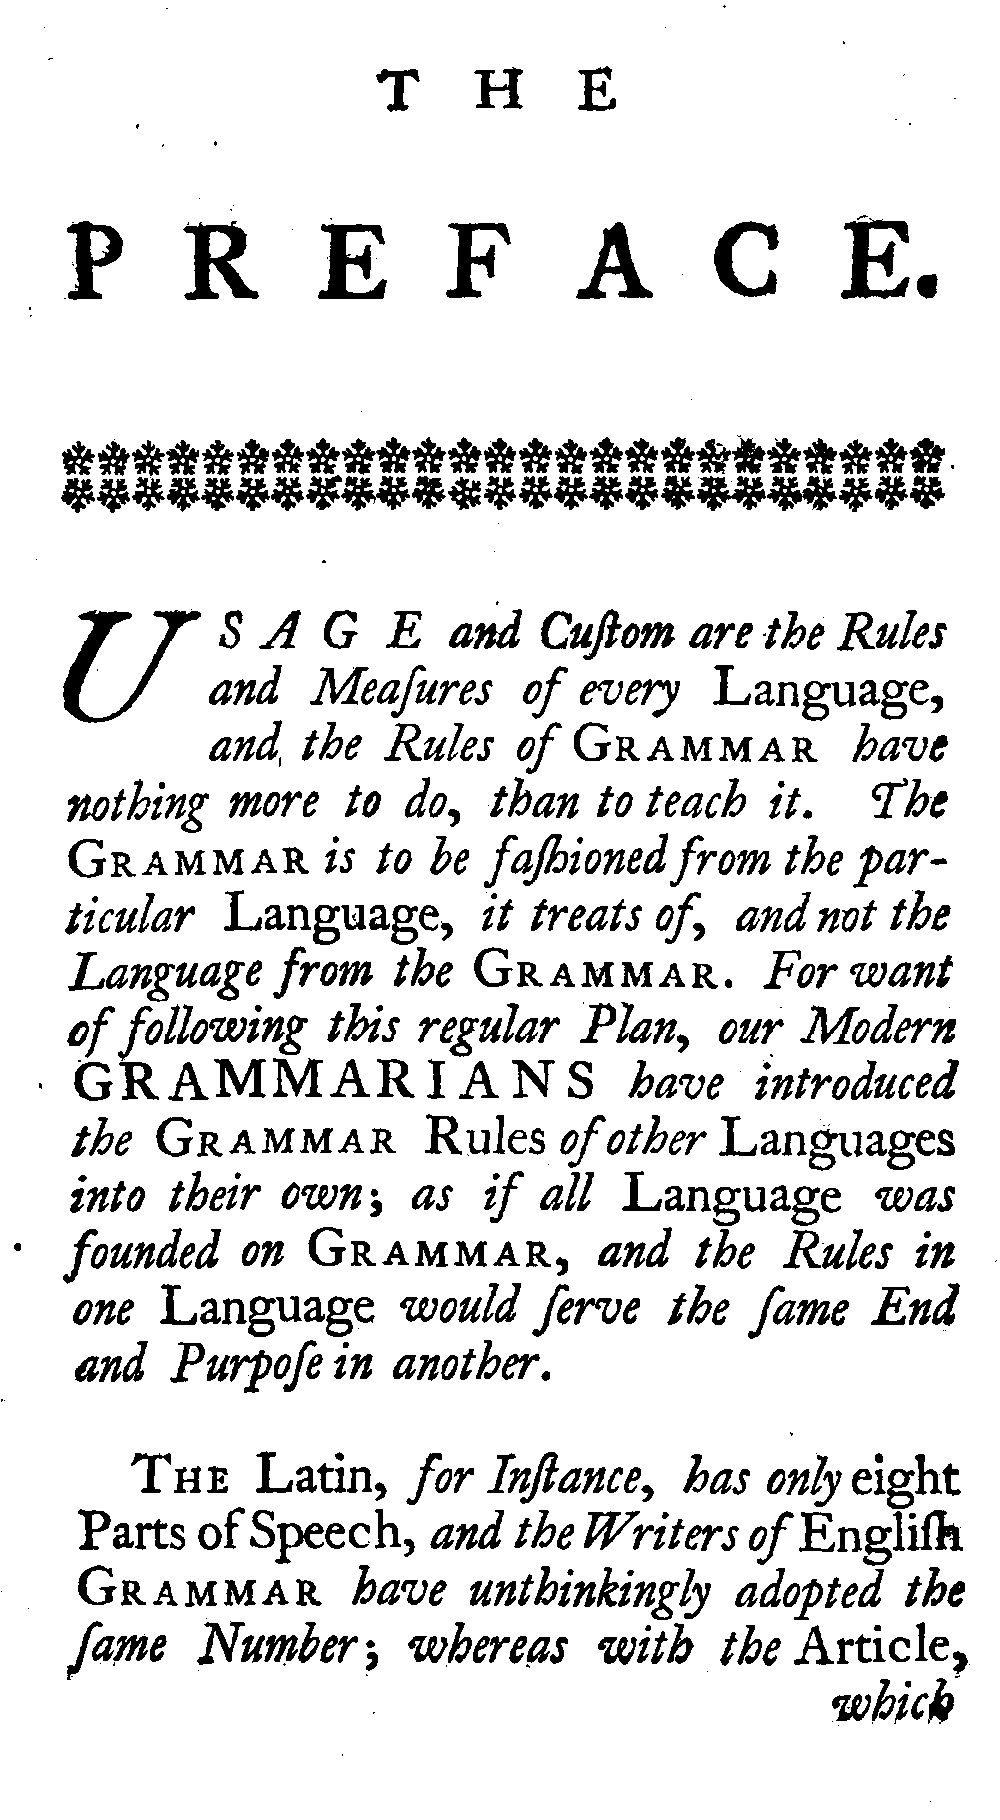 THE
PREFACE.
USAGE and Cuſtom are the Rules
and Meaſures of every Language,
and the Rules of GRAMMAR have
nothing more to do, than to teach it. The
GRAMMAR is to be faſhioned from the par-
ticular Language, it treats of, and not the
Language from the GRAMMAR. For want
of following this regular Plan, our Modern
GRAMMARIANS have introduced
the GRAMMAR Rules of other Languages
into their own; as if all Language was
founded on GRAMMAR, and the Rules in
one Language would ſerve the ſame End
and Purpoſe in another.
THE Latin, for Inſtance, has only eight
Parts of Speech, and the Writers of Engliſh
GRAMMAR have unthinkingly adopted the
ſame Number; whereas with the Article,
which